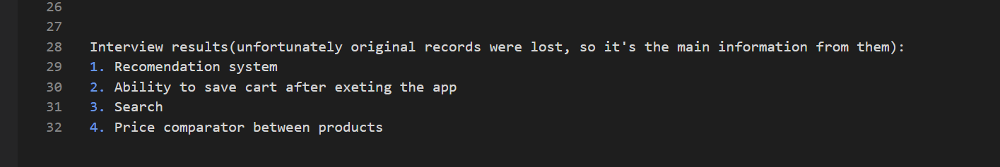 26
27
28 Interview results(unfortunately original records were lost, so it's the main information from them):
29 1. Recomendation system
30 2. Ability to save cart after exeting the app
31 3. Search
32 4. Price comparator between products